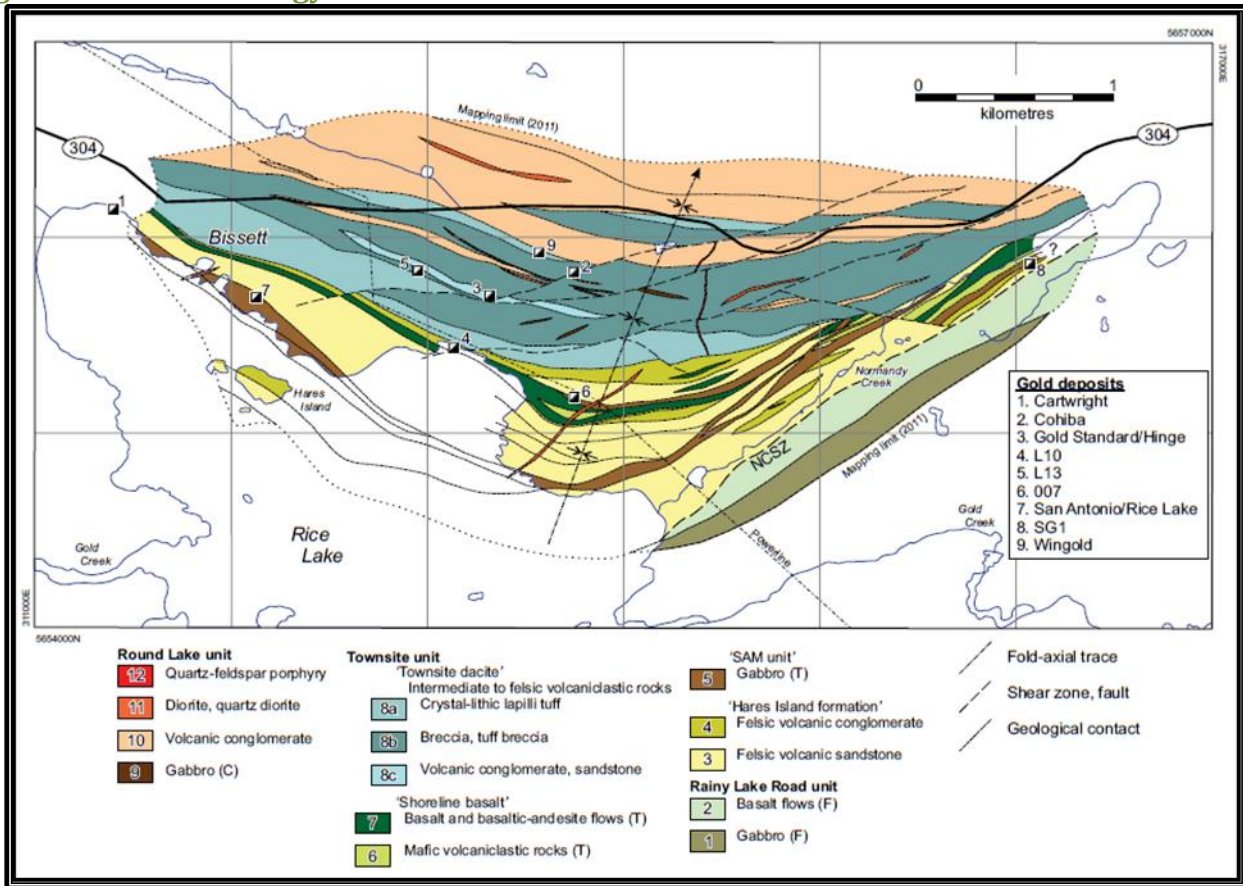 5657000N
317000E
0 1
kilometres
Mapping limit (2011)
304
304
1
Bissett
9
2
5
3
7
4
?
8
6
Hares
Island
Normandy
Creek
NCSZ
Mapping limit (2011)
Gold
Creek
Rice
Lake
Powerline
Gold
Creek
311000E
5654000N
Gold deposits
1. Cartwright
2. Cohiba
3. Gold Standard/Hinge
4. L10
5. L13
6. 007
7. San Antonio/Rice Lake
8. SG1
9. Wingold
Round Lake unit
12 Quartz-feldspar porphyry
11 Diorite, quartz diorite
10 Volcanic conglomerate
9 Gabbro (C)
Townsite unit
'Townsite dacite'
Intermediate to felsic volcaniclastic rocks
8a Crystal-lithic lapilli tuff
8b Breccia, tuff breccia
8c Volcanic conglomerate, sandstone
'Shoreline basalt'
7 Basalt and basaltic-andesite flows (T)
6 Mafic volcaniclastic rocks (T)
'SAM unit'
5 Gabbro (T)
'Hares Island formation'
4 Felsic volcanic conglomerate
3 Felsic volcanic sandstone
Rainy Lake Road unit
2 Basalt flows (F)
1 Gabbro (F)
Fold-axial trace
Shear zone, fault
Geological contact